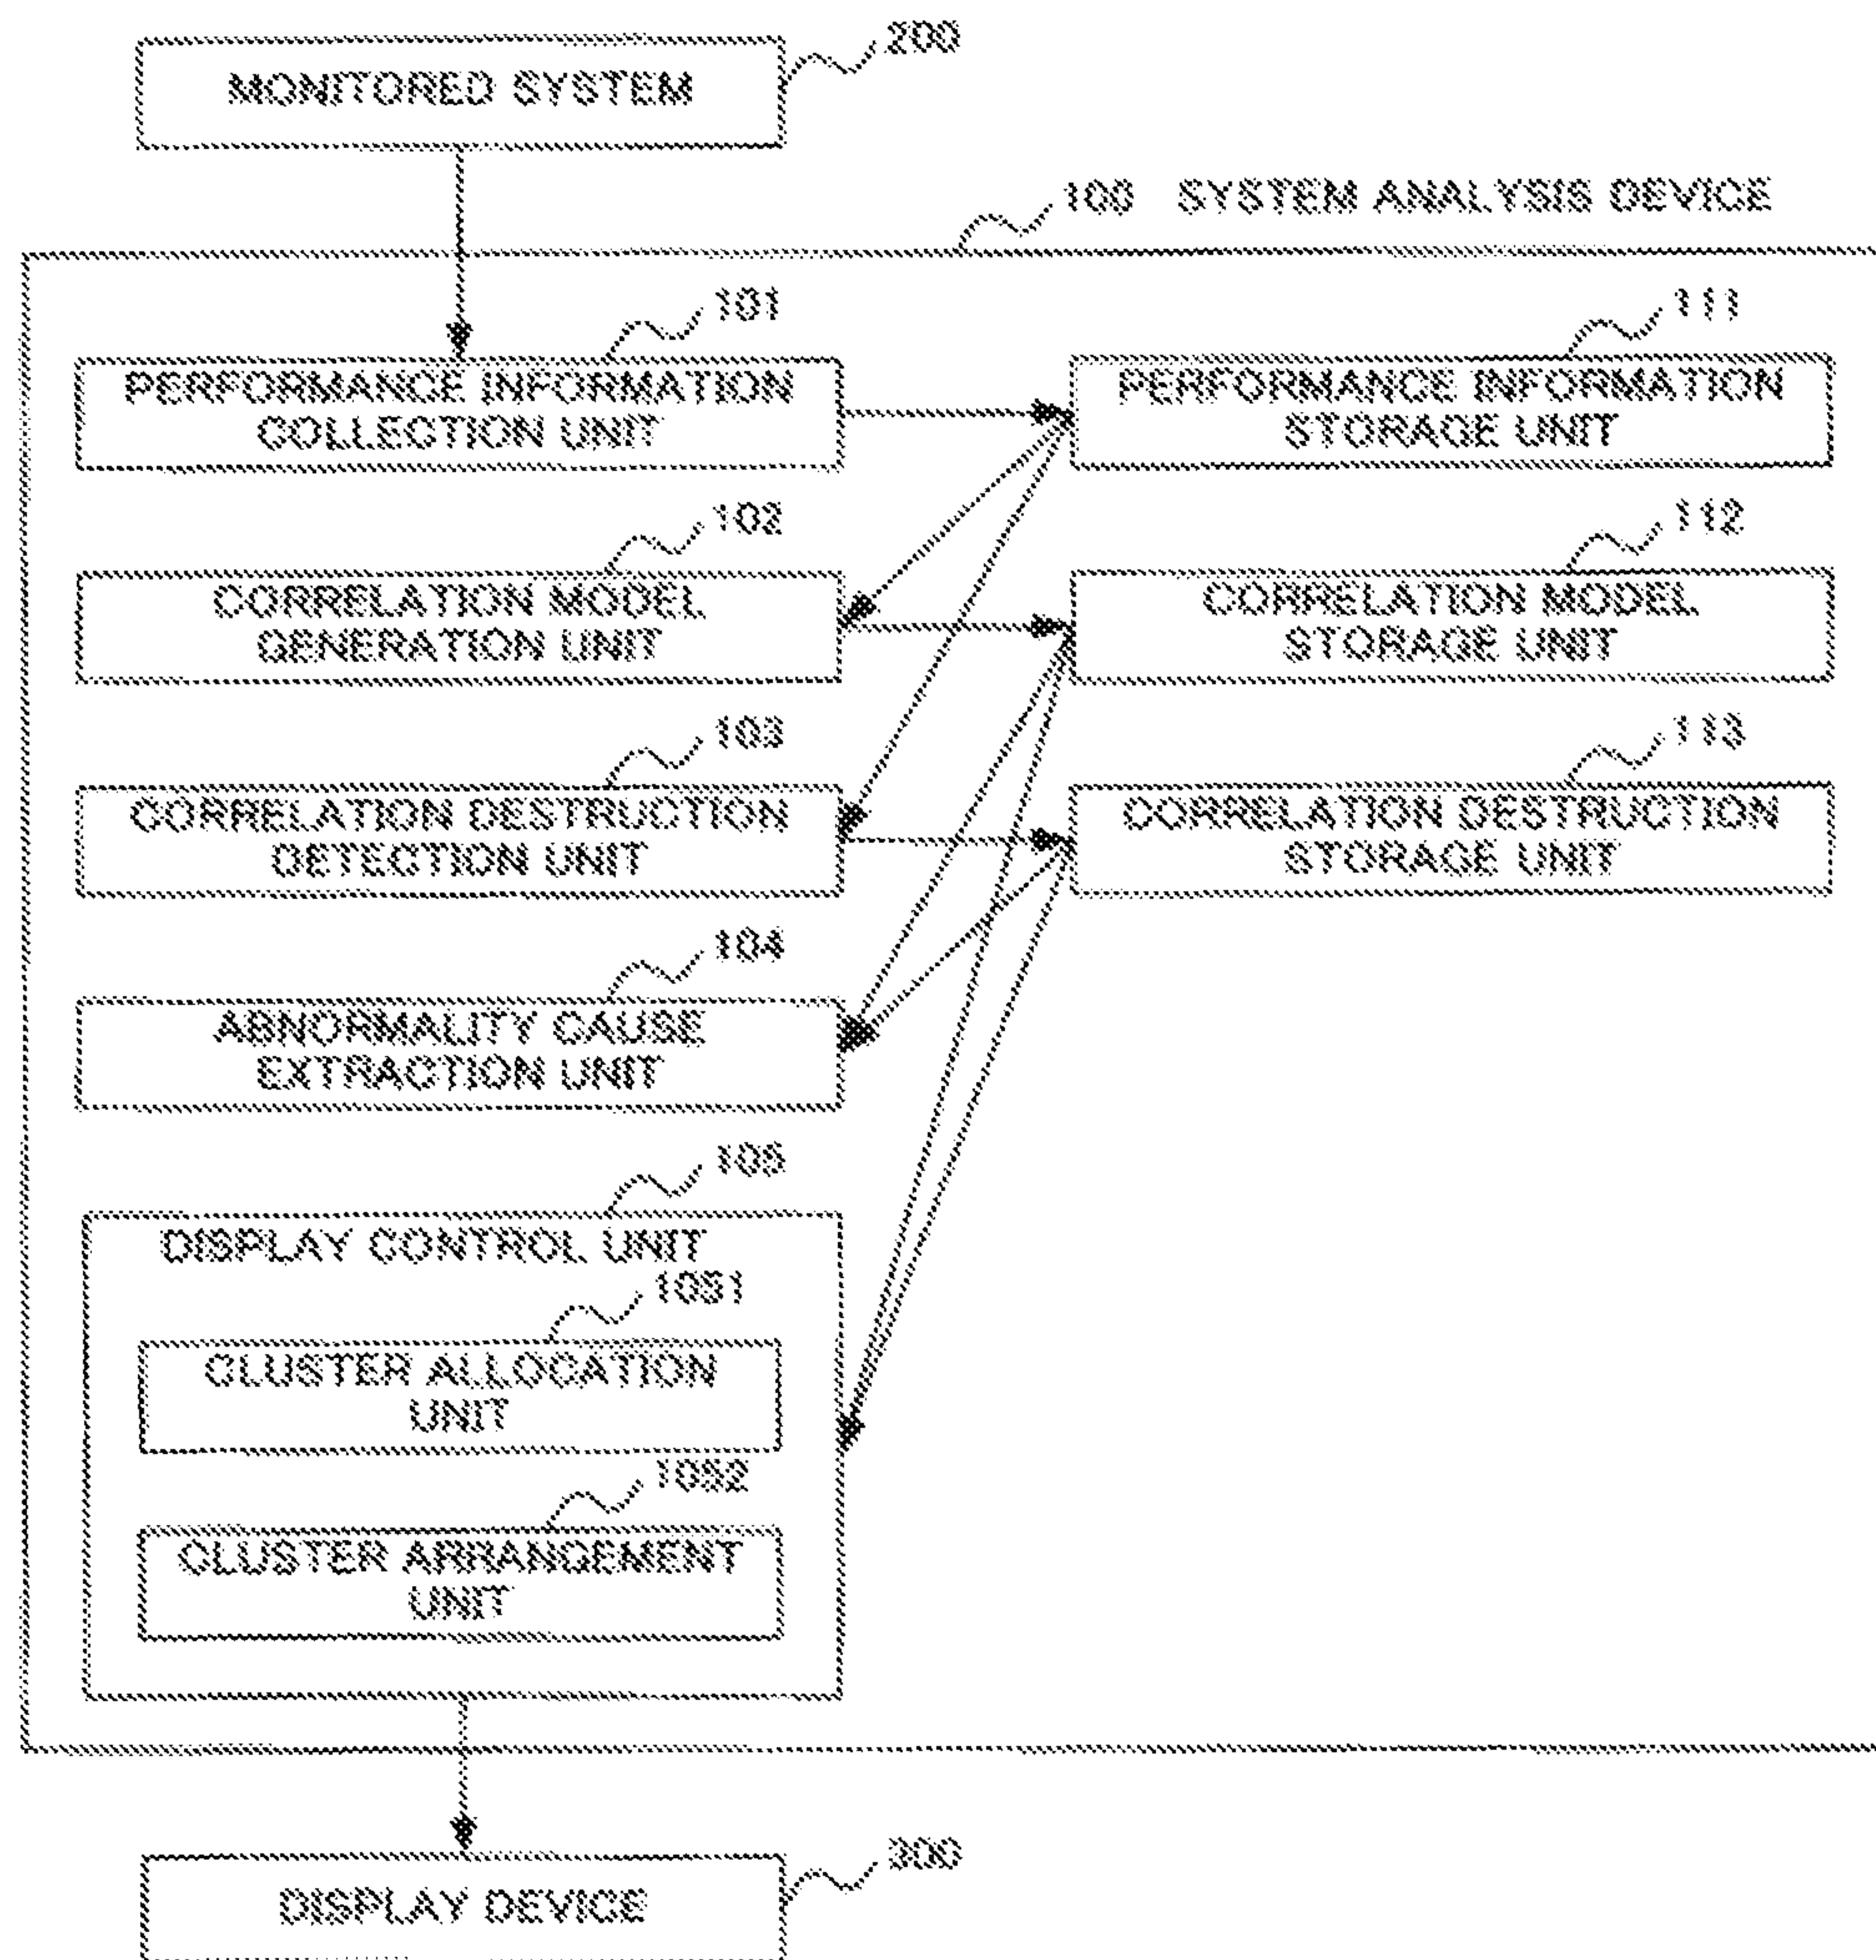 200
MONITORED SYSTEM
100 SYSTEM ANALYSIS DEVICE
101
PERFORMANCE INFORMATION
COLLECTION UNIT
111
PERFORMANCE INFORMATION
STORAGE UNIT
102
CORRELATION MODEL
GENERATION UNIT
112
CORRELATION MODEL
STORAGE UNIT
103
CORRELATION DESTRUCTION
DETECTION UNIT
113
CORRELATION DESTRUCTION
STORAGE UNIT
104
ABNORMALITY CAUSE
EXTRACTION UNIT
105
DISPLAY CONTROL UNIT
1051
CLUSTER ALLOCATION
UNIT
1052
CLUSTER ARRANGEMENT
UNIT
300
DISPLAY DEVICE